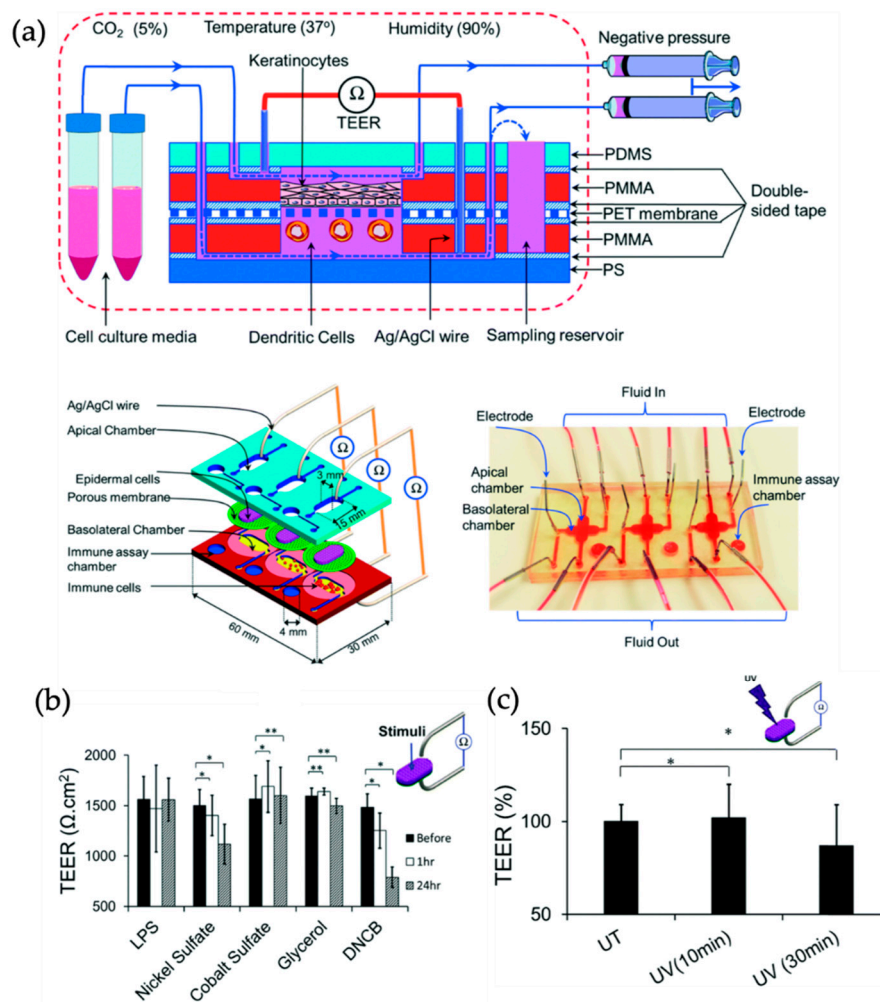 (a)
CO₂ (5%) Temperature (37°) Humidity (90%)
Negative pressure
Keratinocytes
Ω
TEER
PDMS
PMMA
PET membrane
PMMA
PS
Double-
sided tape
Cell culture media
Dendritic Cells
Ag/AgCl wire
Sampling reservoir
Ag/AgCl wire
Apical Chamber
Epidermal cells
Porous membrane
Basolateral Chamber
Immune assay
chamber
Immune cells
Ω
Ω
Ω
3 mm
15 mm
4 mm
60 mm
30 mm
Fluid In
Electrode
Electrode
Apical
chamber
Basolateral
chamber
Immune assay
chamber
Fluid Out
(b)
Stimuli
Ω
TEER (Ω.cm²)
2000
1500
1000
500
* *
* **
** **
* *
Before
1hr
24hr
LPS
Nickel Sulfate
Cobalt Sulfate
Glycerol
DNCB
(c)
UV
Ω
TEER (%)
150
100
50
*
*
UT
UV(10min)
UV (30min)